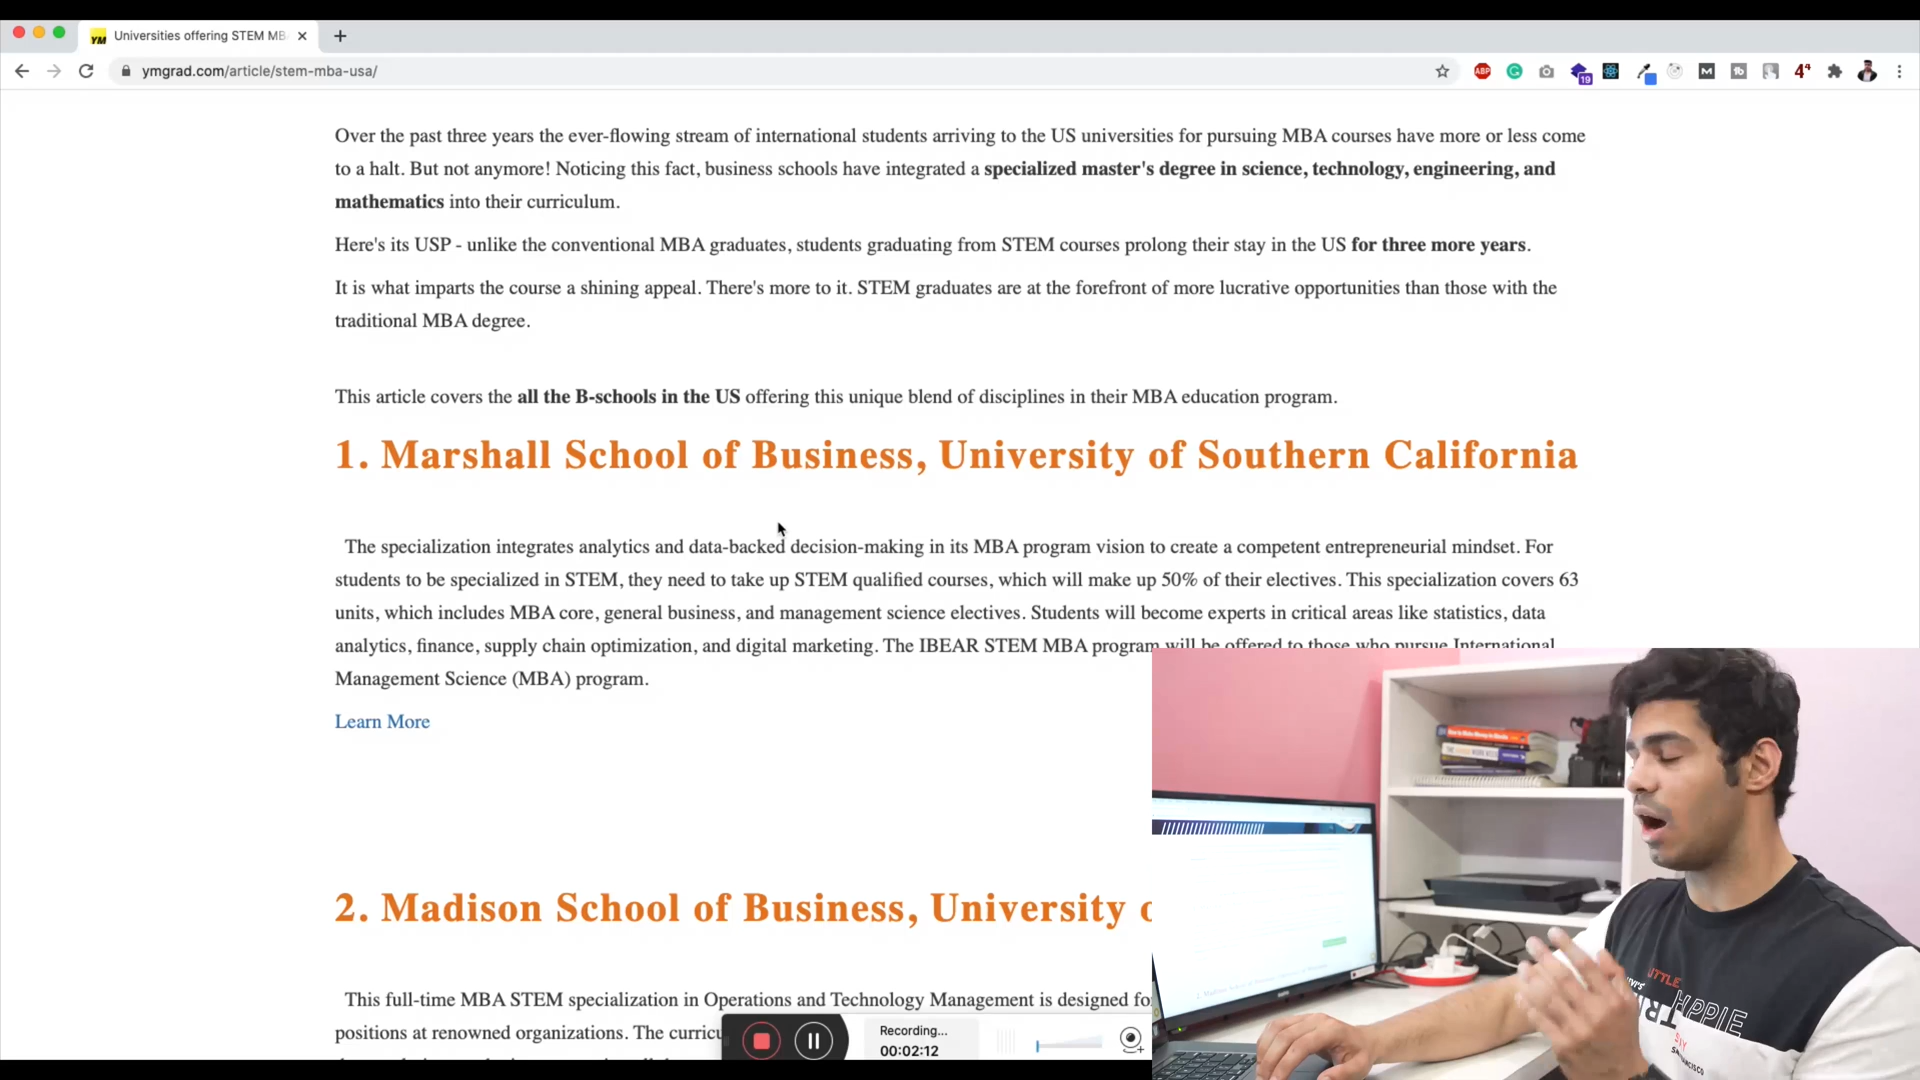 Universities offering STEM MB
ymgrad.com/article/stem-mba-usa/
ABP
19
Over the past three years the ever-flowing stream of international students arriving to the US universities for pursuing MBA courses have more or less come
to a halt. But not anymore! Noticing this fact, business schools have integrated a specialized master's degree in science, technology, engineering, and
mathematics into their curriculum.
Here's its USP - unlike the conventional MBA graduates, students graduating from STEM courses prolong their stay in the US for three more years.
It is what imparts the course a shining appeal. There's more to it. STEM graduates are at the forefront of more lucrative opportunities than those with the
traditional MBA degree.
This article covers the all the B-schools in the US offering this unique blend of disciplines in their MBA education program.
1. Marshall School of Business, University of Southern California
The specialization integrates analytics and data-backed decision-making in its MBA program vision to create a competent entrepreneurial mindset. For
students to be specialized in STEM, they need to take up STEM qualified courses, which will make up 50% of their electives. This specialization covers 63
units, which includes MBA core, general business, and management science electives. Students will become experts in critical areas like statistics, data
analytics, finance, supply chain optimization, and digital marketing. The IBEAR STEM MBA program will be offered to those who pursue International
Management Science (MBA) program.
Learn More
2. Madison School of Business, University
This full-time MBA STEM specialization in Operations and Technology Management is designed
positions at renowned organizations. The
Recording...
00:02:12